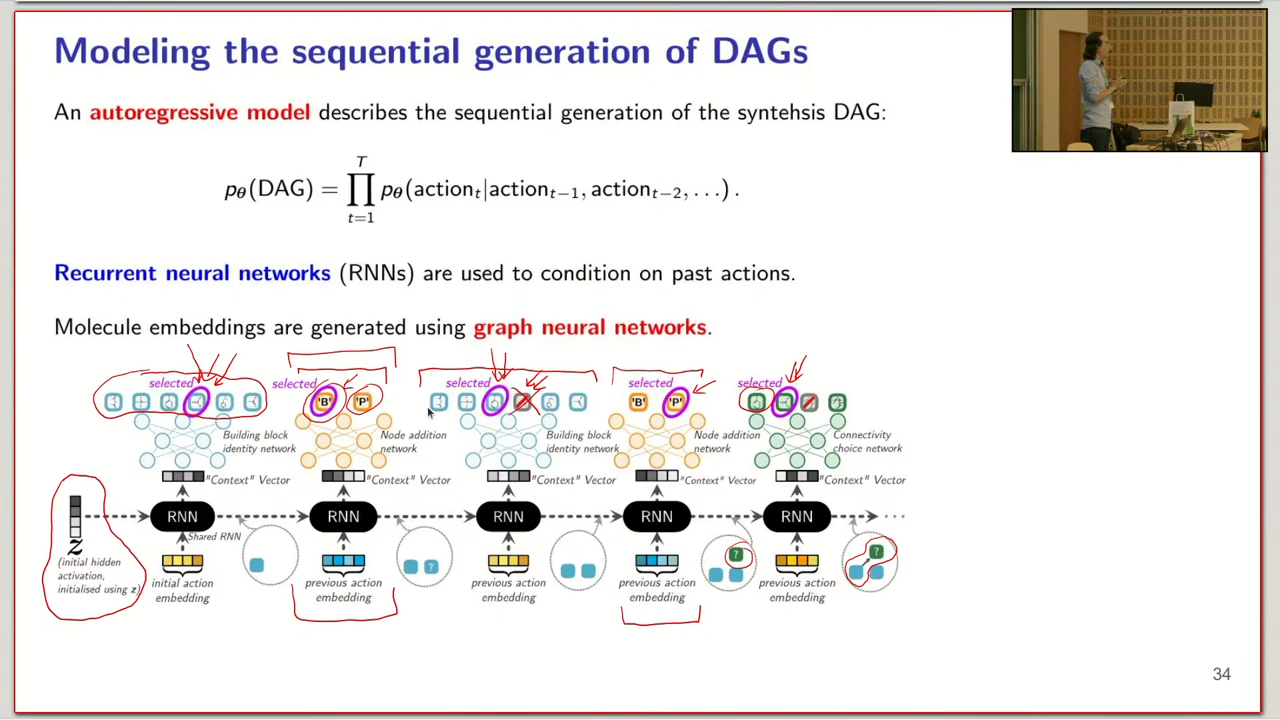 Modeling the sequential generation of DAGs
An autoregressive model describes the sequential generation of the syntehsis DAG:
p_θ(DAG) = ∏_{t=1}^{T} p_θ(action_t|action_{t−1}, action_{t−2}, . . .) .
Recurrent neural networks (RNNs) are used to condition on past actions.
Molecule embeddings are generated using graph neural networks.
selected selected selected selected selected
'B' 'P' 'B' 'P'
Building block Node addition Building block Node addition Connectivity
identity network network identity network network choice network
"Context" Vector "Context" Vector "Context" Vector "Context" Vector "Context" Vector
RNN RNN RNN RNN RNN
Shared RNN
z
? ? ?
(initial hidden
activation,
initialised using z)
initial action previous action previous action previous action previous action
embedding embedding embedding embedding embedding
34